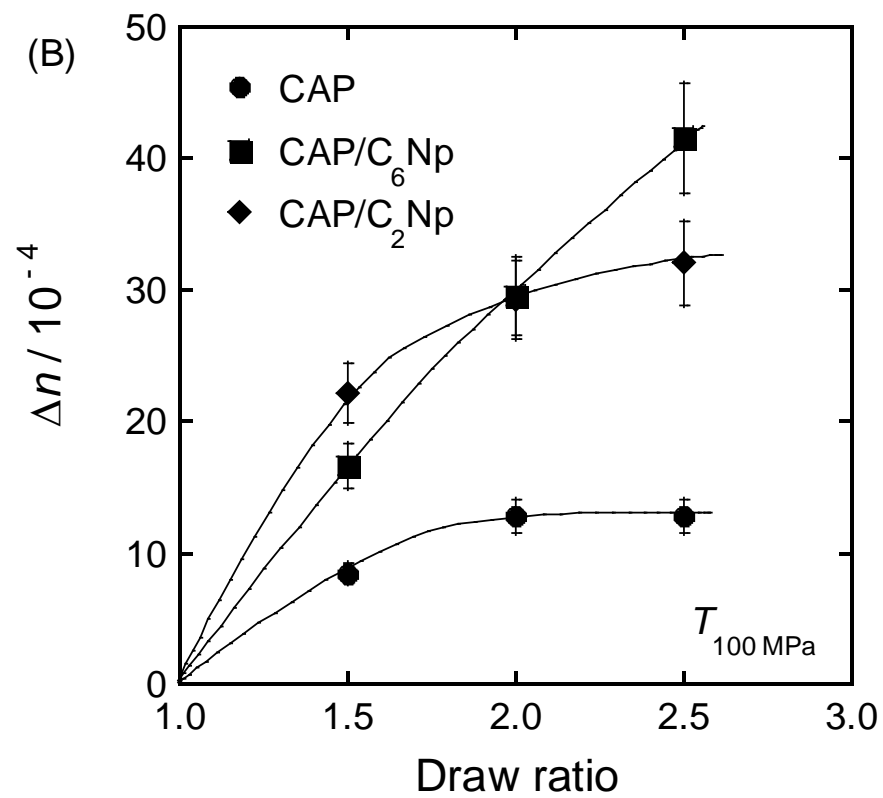 (B)
50
40
30
20
10
0
Δn / 10⁻⁴
CAP
CAP/C₆Np
CAP/C₂Np
T₁₀₀ ₘPₐ
1.0 1.5 2.0 2.5 3.0
Draw ratio